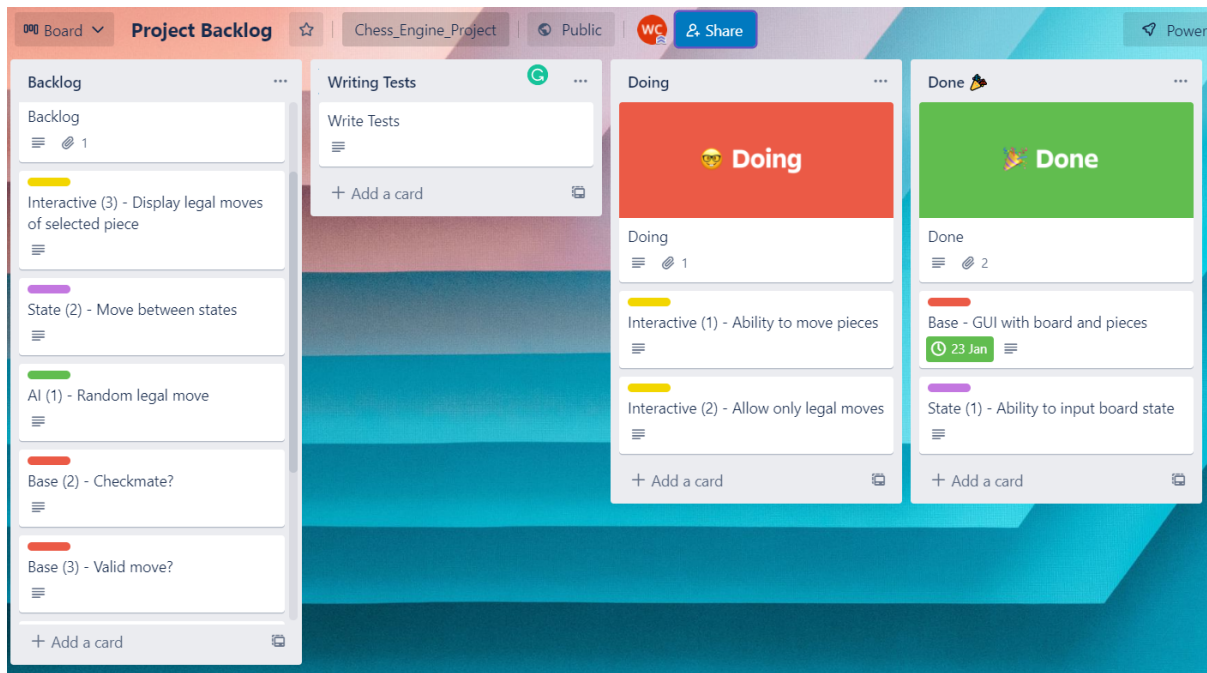 Board
Project Backlog
Chess_Engine_Project
Public
WC
Share
Power
Backlog
Backlog
1
Interactive (3) - Display legal moves
of selected piece
State (2) - Move between states
AI (1) - Random legal move
Base (2) - Checkmate?
Base (3) - Valid move?
+ Add a card
Writing Tests
Write Tests
+ Add a card
Doing
🤓 Doing
Doing
1
Interactive (1) - Ability to move pieces
Interactive (2) - Allow only legal moves
+ Add a card
Done 🎉
🎉 Done
Done
2
Base - GUI with board and pieces
23 Jan
State (1) - Ability to input board state
+ Add a card